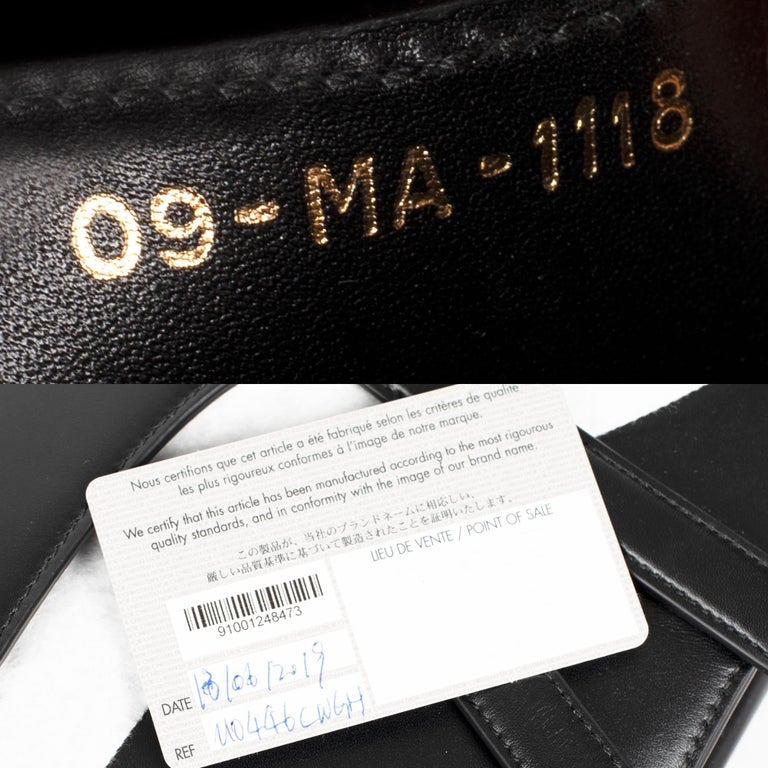 09-MA-1118
Nous certifions que cet article a été fabriqué selon les critères de qualité
les plus rigoureux conformes à l'image de notre marque.
We certify that this article has been manufactured according to the most rigourous
quality standards, and in conformity with the image of our brand name.
この製品が、当社のブランドネームに相応しい、
厳しい品質基準に基づいて製造されたことを証明いたします。
LIEU DE VENTE / POINT OF SALE
91001248473
DATE /06/2019
REF M0446CWGH